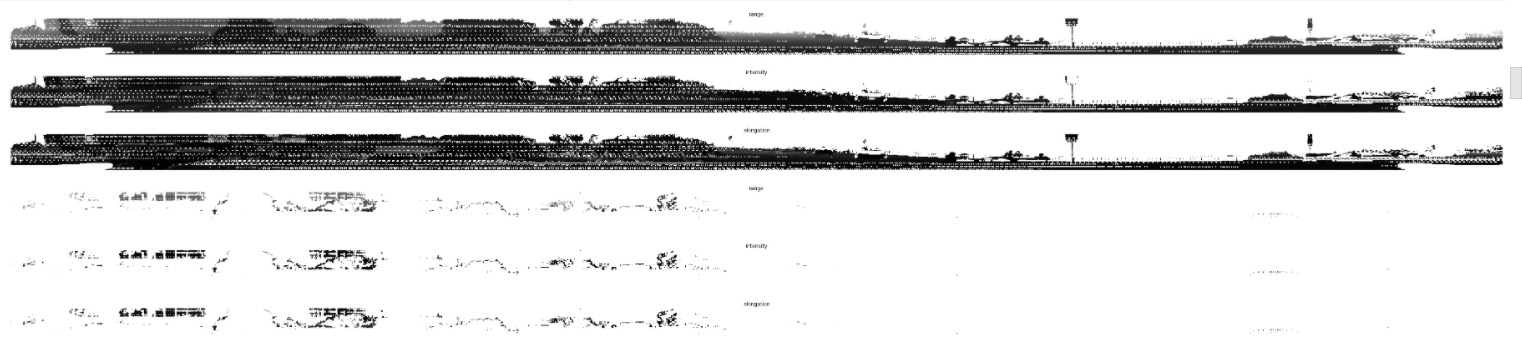 range
intensity
elongation
range
intensity
elongation